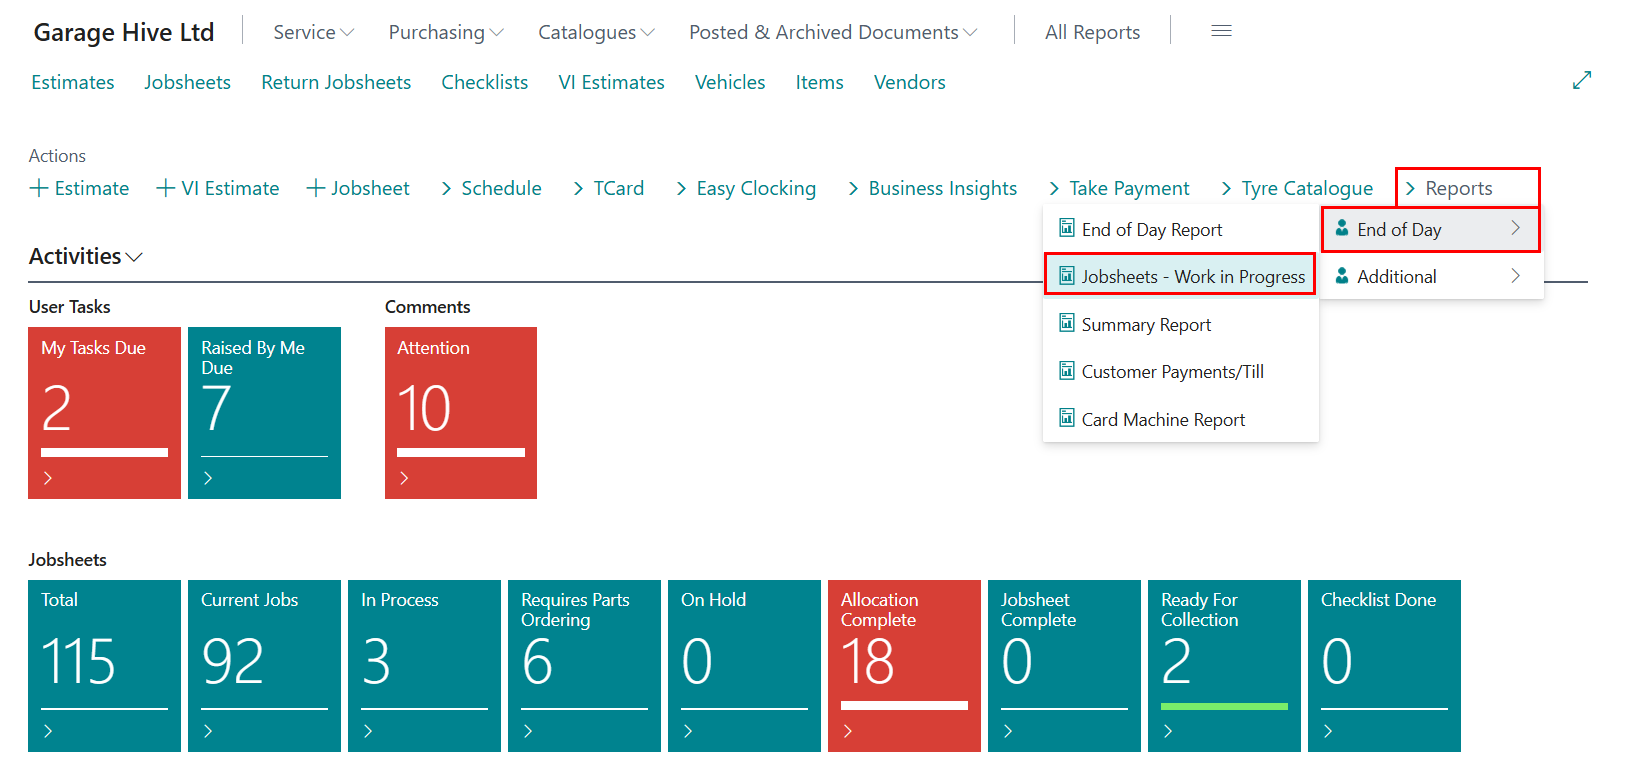 Garage Hive Ltd Service Purchasing Catalogues Posted & Archived Documents All Reports
Estimates Jobsheets Return Jobsheets Checklists VI Estimates Vehicles Items Vendors
Actions
Estimate VI Estimate Jobsheet Schedule TCard Easy Clocking Business Insights Take Payment Tyre Catalogue Reports
End of Day
Additional
End of Day Report
Jobsheets - Work in Progress
Summary Report
Customer Payments/Till
Card Machine Report
Activities
User Tasks
My Tasks Due
2
Raised By Me
Due
7
Comments
Attention
10
Jobsheets
Total
115
Current Jobs
92
In Process
3
Requires Parts
Ordering
6
On Hold
0
Allocation
Complete
18
Jobsheet
Complete
0
Ready For
Collection
2
Checklist Done
0